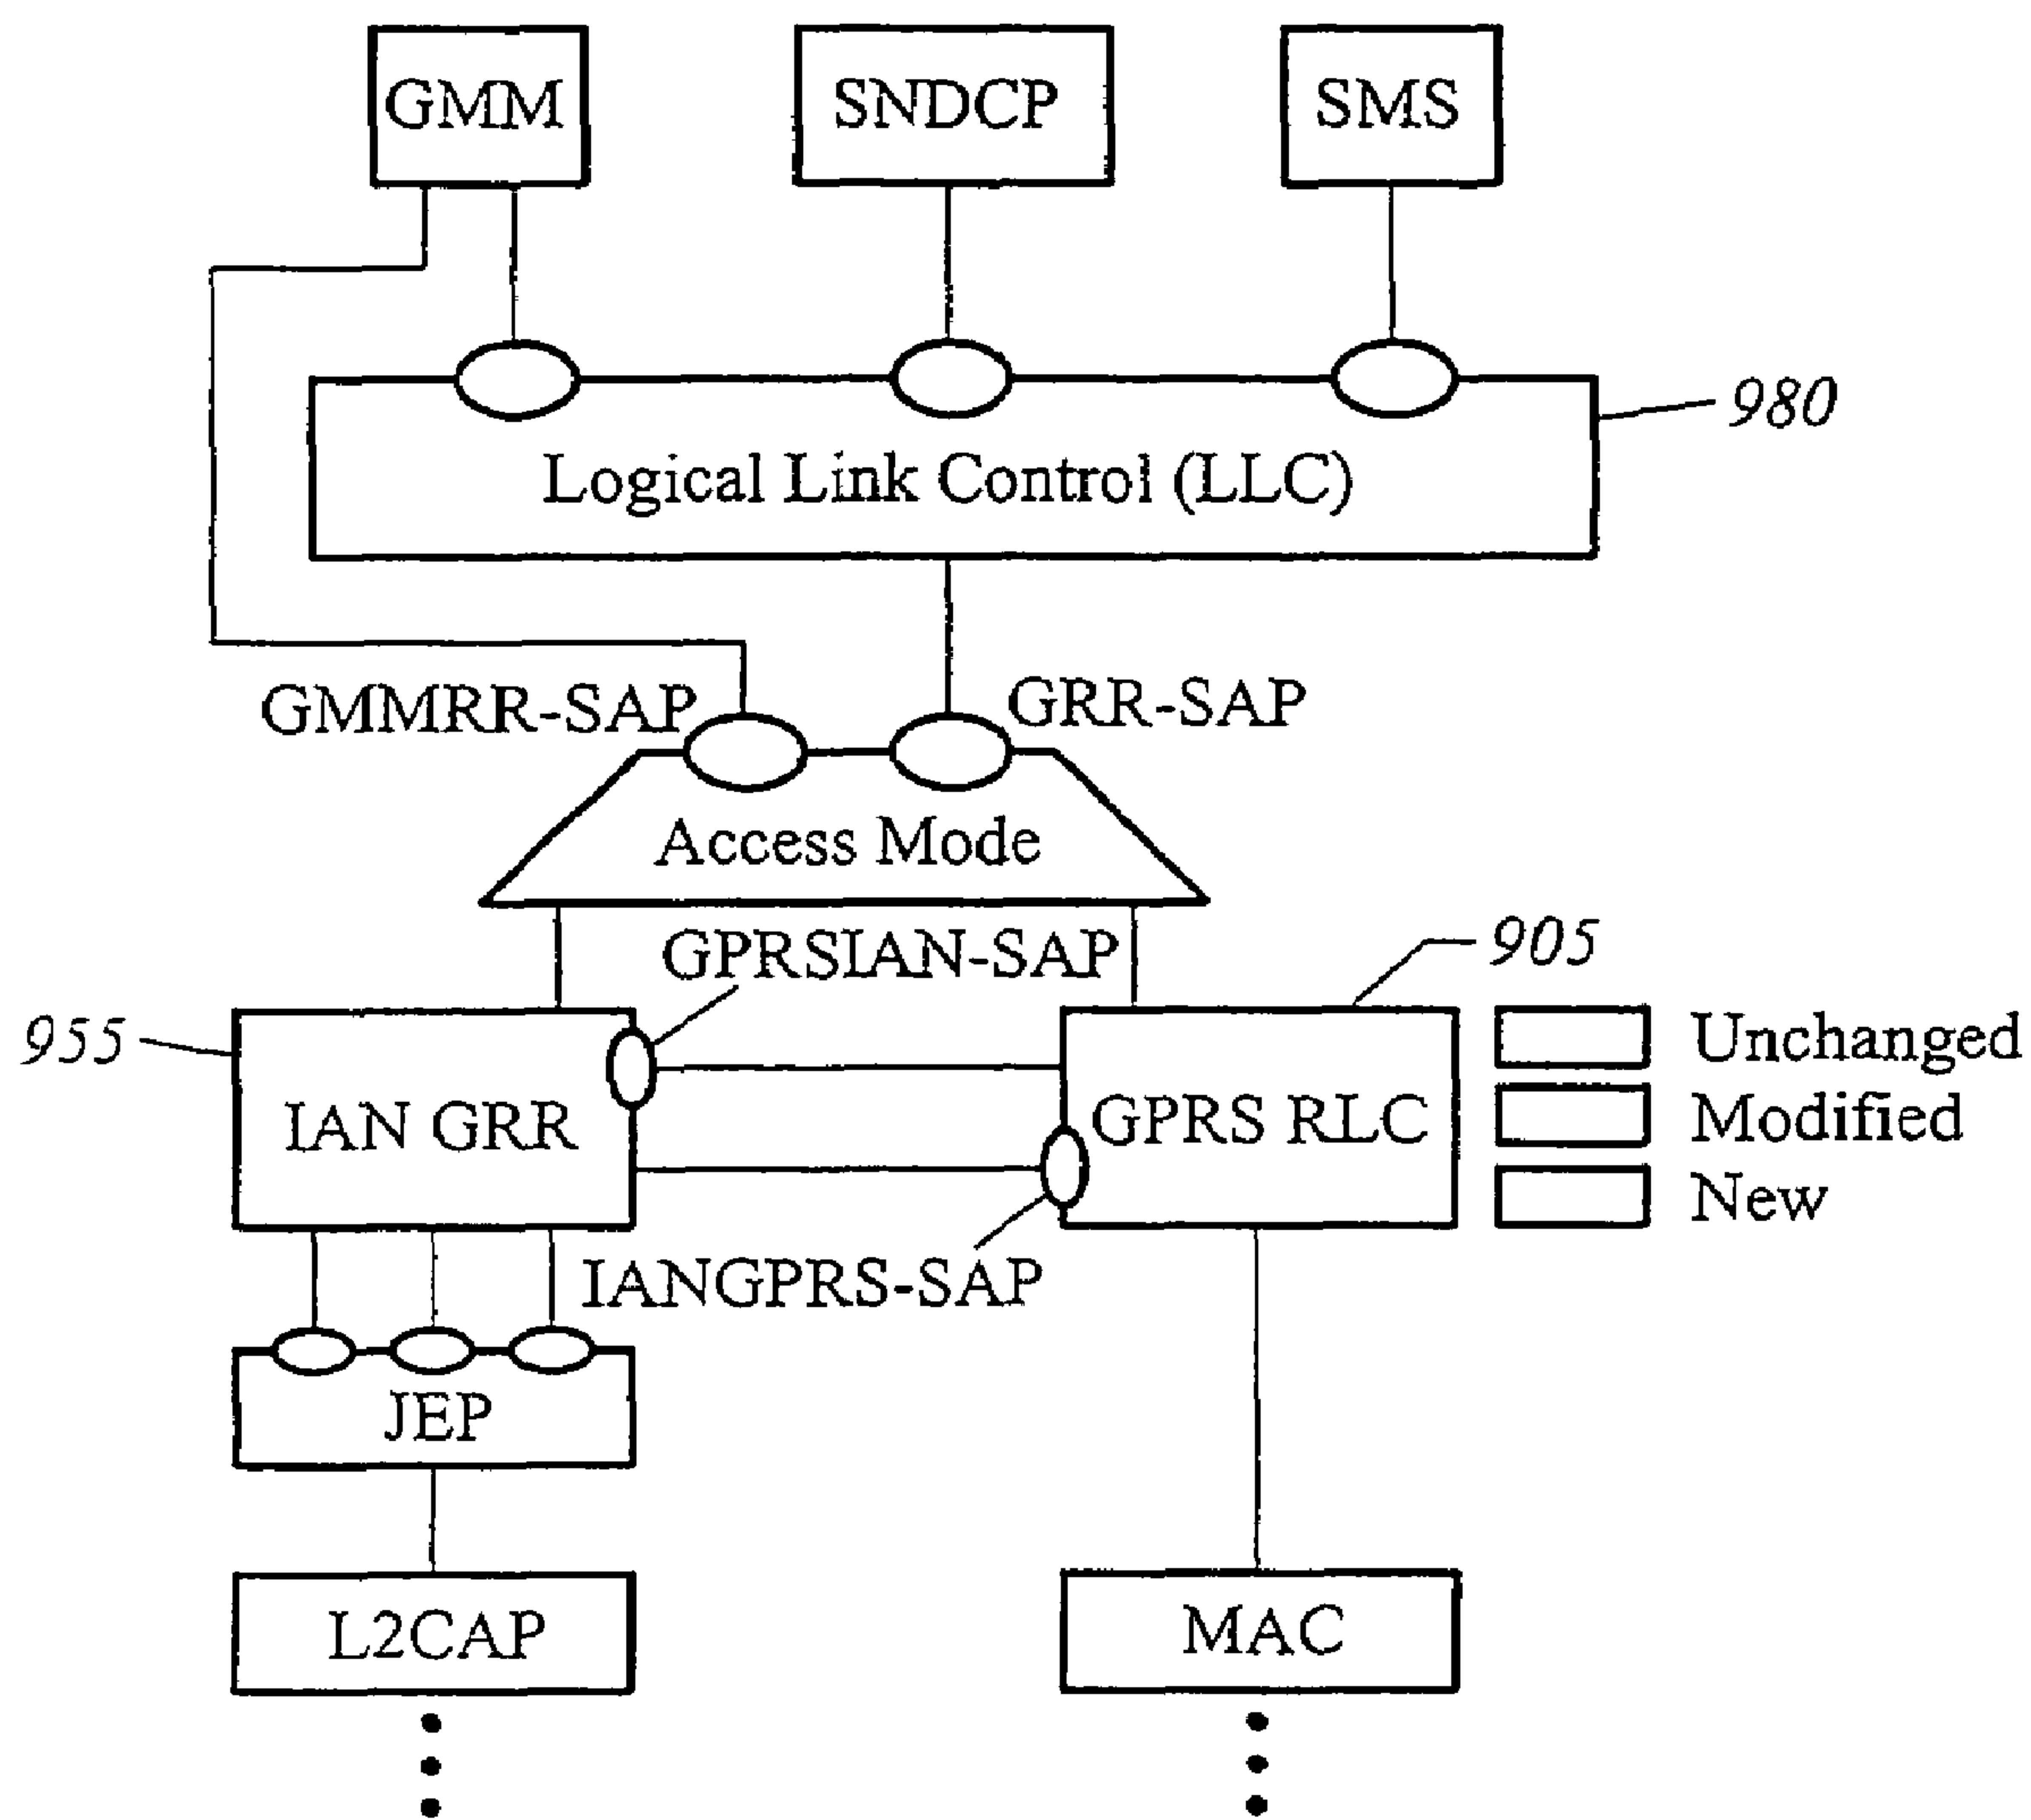 GMM
SNDCP
SMS
980
Logical Link Control (LLC)
GMMRR-SAP
GRR-SAP
Access Mode
GPRSIAN-SAP
905
955
IAN GRR
GPRS RLC
Unchanged
Modified
New
IANGPRS-SAP
JEP
L2CAP
MAC